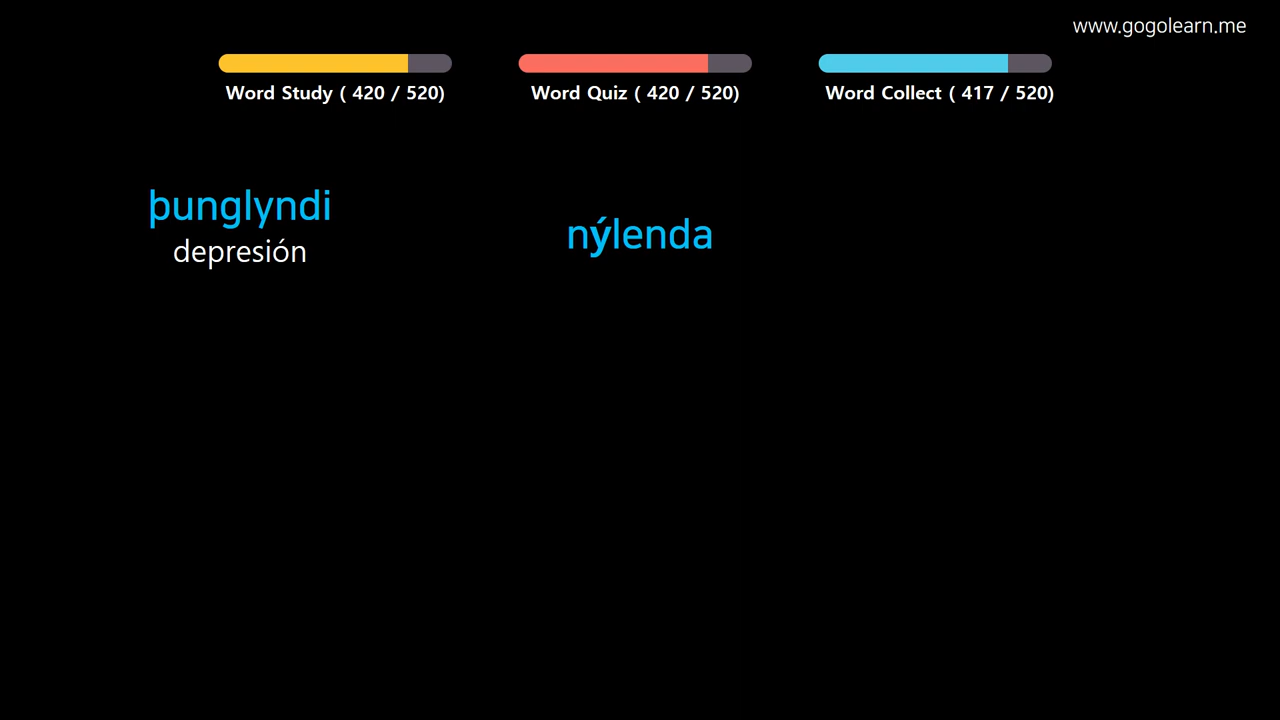 www.gogolearn.me
Word Study ( 420 / 520)
Word Quiz ( 420 / 520)
Word Collect ( 417 / 520)
þunglyndi
depresión
nýlenda